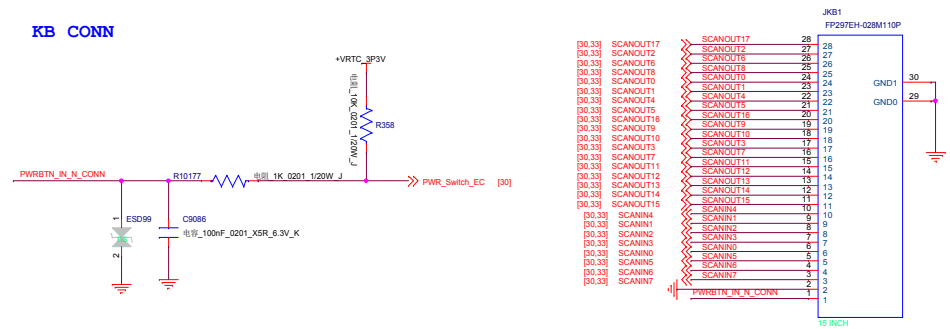 KB CONN
+VRTC_3P3V
电阻_10K_0201_1/20W_J
R358
PWRBTN_IN_N_CONN
R10177
电阻_1K_0201_1/20W_J
PWR_Switch_EC [30]
1
ESD99
2
C9086
电容_100nF_0201_X5R_6.3V_K
JKB1
FP297EH-028M110P
[30,33] SCANOUT17 SCANOUT17 28 28
[30,33] SCANOUT2 SCANOUT2 27 27
[30,33] SCANOUT6 SCANOUT6 26 26
[30,33] SCANOUT8 SCANOUT8 25 25
[30,33] SCANOUT0 SCANOUT0 24 24
[30,33] SCANOUT1 SCANOUT1 23 23
[30,33] SCANOUT4 SCANOUT4 22 22
[30,33] SCANOUT5 SCANOUT5 21 21
[30,33] SCANOUT16 SCANOUT16 20 20
[30,33] SCANOUT9 SCANOUT9 19 19
[30,33] SCANOUT10 SCANOUT10 18 18
[30,33] SCANOUT3 SCANOUT3 17 17
[30,33] SCANOUT7 SCANOUT7 16 16
[30,33] SCANOUT11 SCANOUT11 15 15
[30,33] SCANOUT12 SCANOUT12 14 14
[30,33] SCANOUT13 SCANOUT13 13 13
[30,33] SCANOUT14 SCANOUT14 12 12
[30,33] SCANOUT15 SCANOUT15 11 11
[30,33] SCANIN4 SCANIN4 10 10
[30,33] SCANIN1 SCANIN1 9 9
[30,33] SCANIN2 SCANIN2 8 8
[30,33] SCANIN3 SCANIN3 7 7
[30,33] SCANIN0 SCANIN0 6 6
[30,33] SCANIN5 SCANIN5 5 5
[30,33] SCANIN6 SCANIN6 4 4
[30,33] SCANIN7 SCANIN7 3 3
2 2
PWRBTN_IN_N_CONN 1 1
GND1 30
GND0 29
15 INCH